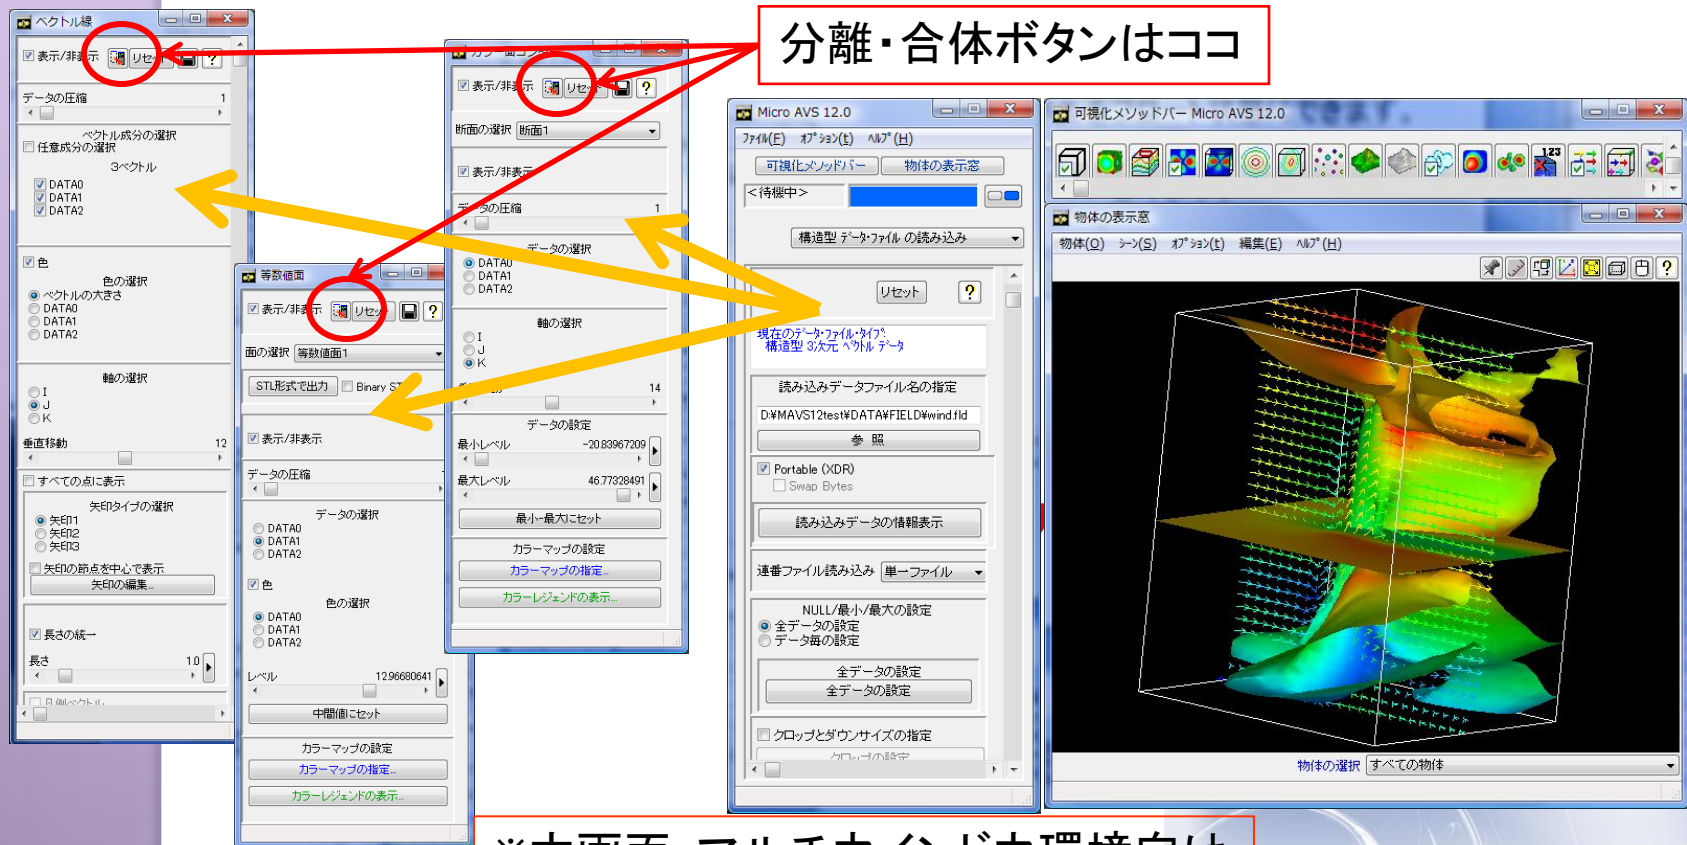 分離・合体ボタンはココ
ベクトル線
表示/非表示
リセット
?
データの圧縮 1
ベクトル成分の選択
任意成分の選択
3ベクトル
DATA0
DATA1
DATA2
色
色の選択
ベクトルの大きさ
DATA0
DATA1
DATA2
軸の選択
I
J
K
垂直移動 12
すべての点に表示
矢印タイプの選択
矢印1
矢印2
矢印3
矢印の節点を中心で表示
矢印の編集...
長さの統一
長さ 1.0
等数値面
表示/非表示
リセット
?
面の選択 等数値面1
STL形式で出力 Binary
表示/非表示
データの圧縮
データの選択
DATA0
DATA1
DATA2
色
色の選択
DATA0
DATA1
DATA2
レベル 12.96680641
中間値にセット
カラーマップの設定
カラーマップの指定...
カラーレジェンドの表示...
表示/非表示
リセット
?
断面の選択 断面1
表示/非表示
データの圧縮 1
データの選択
DATA0
DATA1
DATA2
軸の選択
I
J
K
14
データの設定
最小レベル -20.83967209
最大レベル 46.77328491
最小-最大にセット
カラーマップの設定
カラーマップの指定...
カラーレジェンドの表示...
Micro AVS 12.0
ファイル(F) オプション(t) ヘルプ(H)
可視化メソッドバー 物体の表示窓
<待機中>
構造型 データ・ファイル の読み込み
リセット
?
現在のデータ・ファイル・タイプ:
構造型 3次元 ベクトル データ
読み込みデータファイル名の指定
D:¥MAVS12test¥DATA¥FIELD¥wind.fld
参 照
Portable (XDR)
Swap Bytes
読み込みデータの情報表示
連番ファイル読み込み 単一ファイル
NULL/最小/最大の設定
全データの設定
データ毎の設定
全データの設定
全データの設定
クロップとダウンサイズの指定
クロップの設定
可視化メソッドバー Micro AVS 12.0
できます。
123
物体の表示窓
物体(O) シーン(S) オプション(t) 編集(E) ヘルプ(H)
?
物体の選択 すべての物体